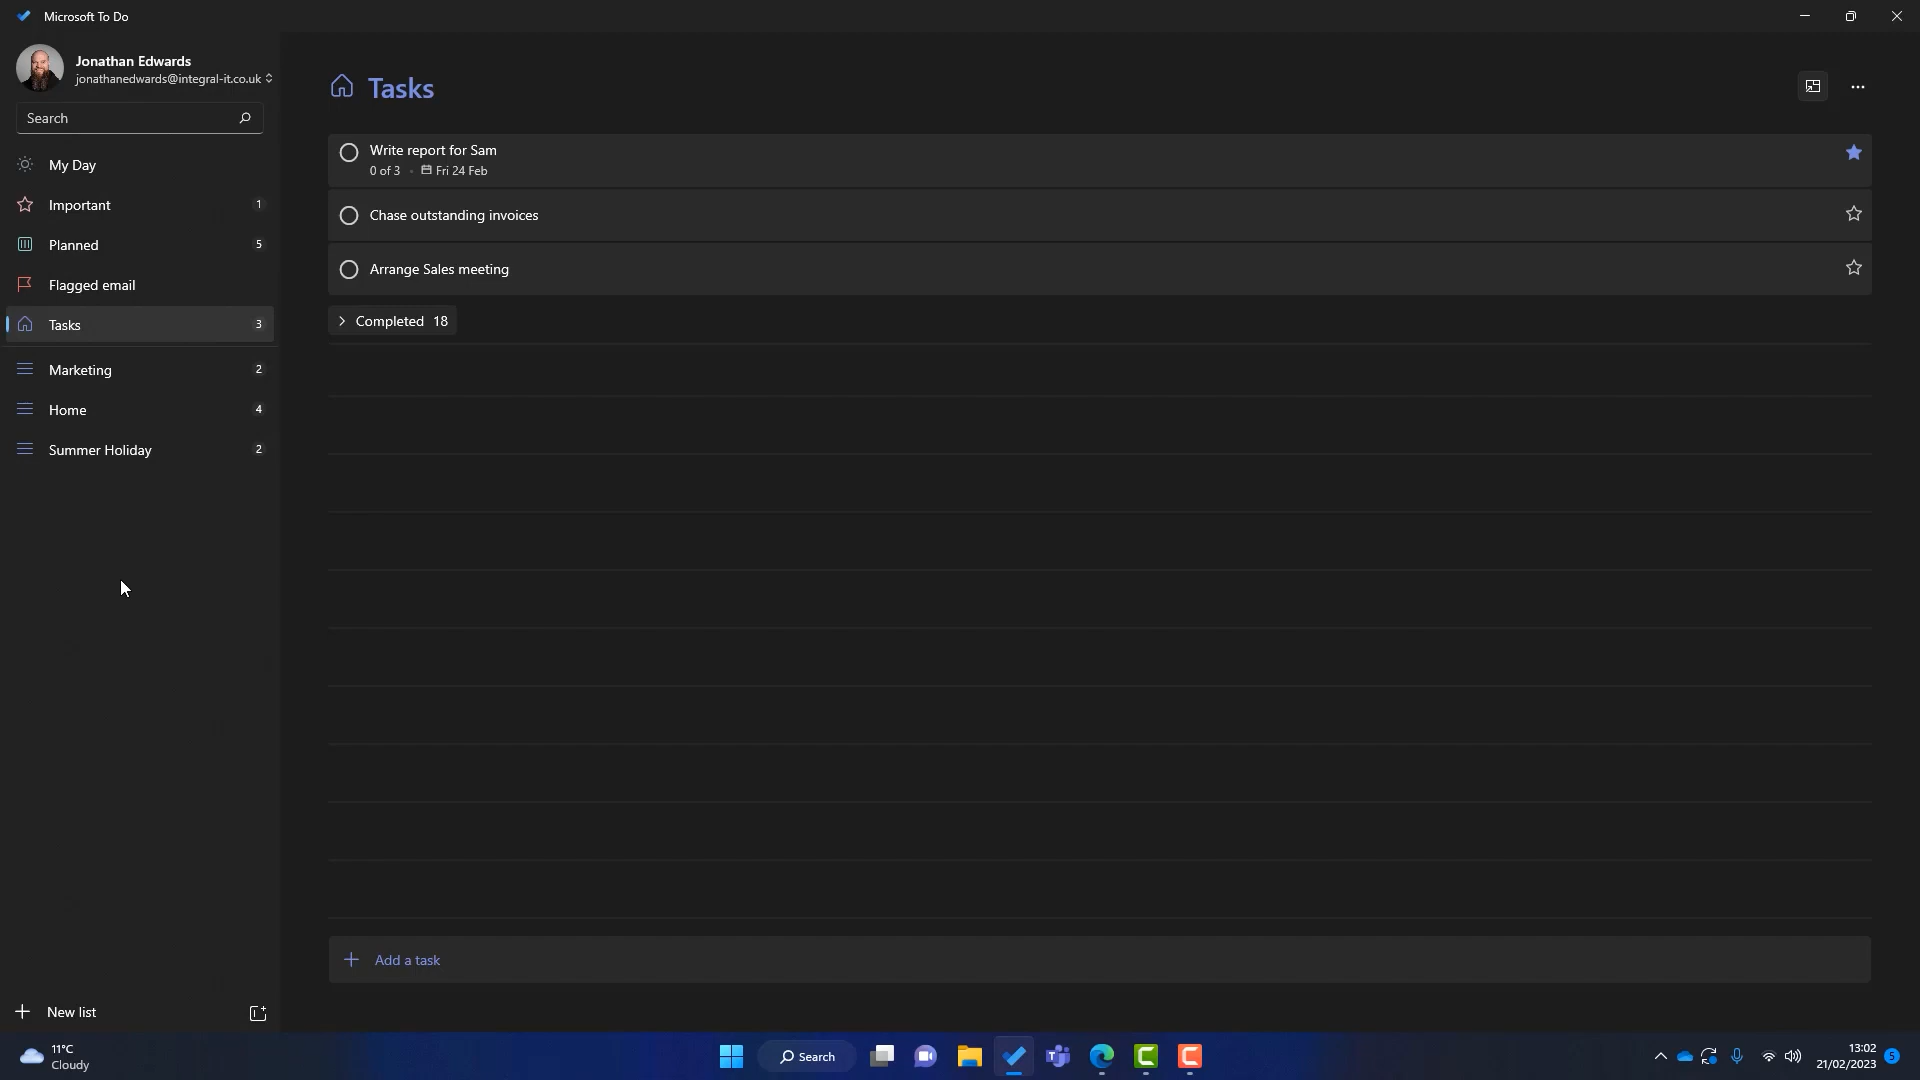 Microsoft To Do
Jonathan Edwards
jonathanedwards@integral-it.co.uk
Search
My Day
Important 1
Planned 5
Flagged email
Tasks 3
Marketing 2
Home 4
Summer Holiday 2
New list
Tasks
Write report for Sam
0 of 3 • Fri 24 Feb
Chase outstanding invoices
Arrange Sales meeting
Completed 18
Add a task
11°C
Cloudy
Search
13:02
21/02/2023
5